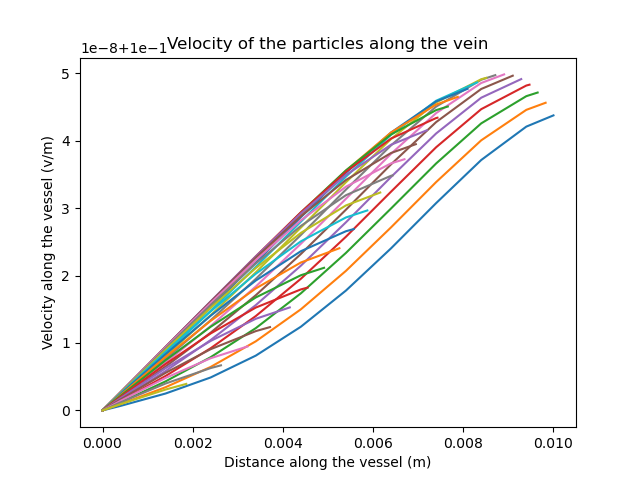 Velocity of the particles along the vein
1e−8+1e−1
5
4
3
2
1
0
Velocity along the vessel (v/m)
0.000 0.002 0.004 0.006 0.008 0.010
Distance along the vessel (m)